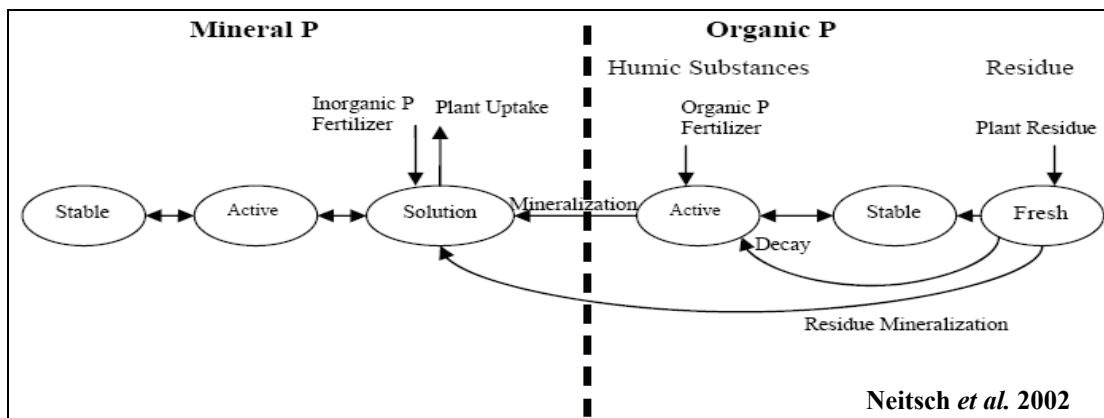 Mineral P
Organic P
Humic Substances
Residue
Inorganic P
Fertilizer
Plant Uptake
Organic P
Fertilizer
Plant Residue
Stable
Active
Solution
Mineralization
Active
Stable
Fresh
Decay
Residue Mineralization
Neitsch et al. 2002